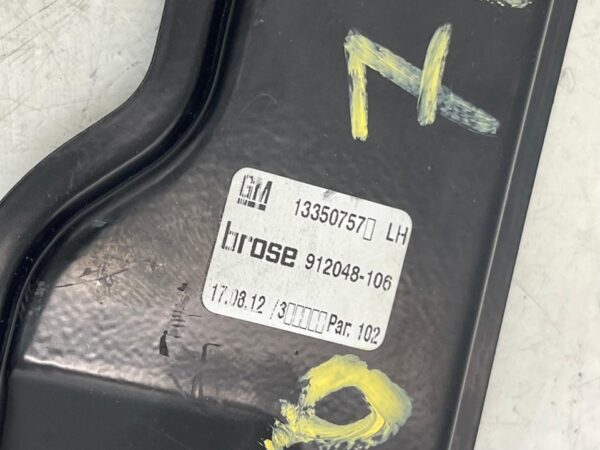 N
GM
13350757▯ LH
brose 912048-106
17.08.12 /3▯▯▯▯▯ Par. 102